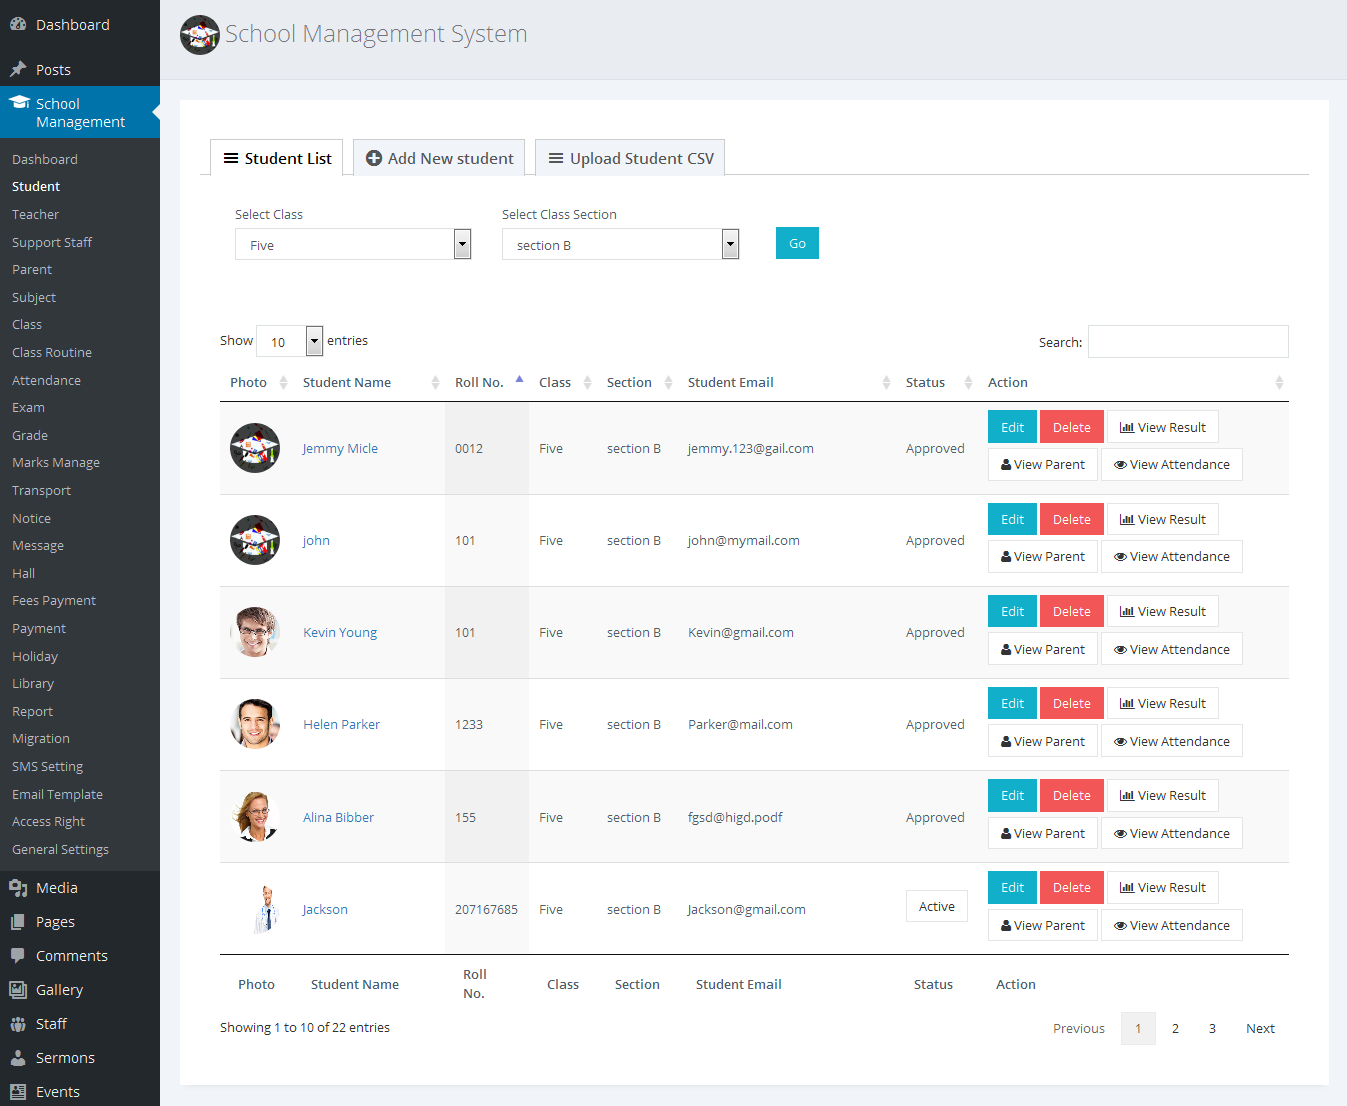 Dashboard
Posts
School
Management
Dashboard
Student
Teacher
Support Staff
Parent
Subject
Class
Class Routine
Attendance
Exam
Grade
Marks Manage
Transport
Notice
Message
Hall
Fees Payment
Payment
Holiday
Library
Report
Migration
SMS Setting
Email Template
Access Right
General Settings
Media
Pages
Comments
Gallery
Staff
Sermons
Events
School Management System
Student List Add New student Upload Student CSV
Select Class Select Class Section
Five section B Go
Show 10 entries Search:
Photo Student Name Roll No. Class Section Student Email Status Action
Edit Delete View Result
Jemmy Micle 0012 Five section B jemmy.123@gail.com Approved
View Parent View Attendance
Edit Delete View Result
john 101 Five section B john@mymail.com Approved
View Parent View Attendance
Edit Delete View Result
Kevin Young 101 Five section B Kevin@gmail.com Approved
View Parent View Attendance
Edit Delete View Result
Helen Parker 1233 Five section B Parker@mail.com Approved
View Parent View Attendance
Edit Delete View Result
Alina Bibber 155 Five section B fgsd@higd.podf Approved
View Parent View Attendance
Edit Delete View Result
Jackson 207167685 Five section B Jackson@gmail.com Active
View Parent View Attendance
Photo Student Name Roll No. Class Section Student Email Status Action
Showing 1 to 10 of 22 entries Previous 1 2 3 Next